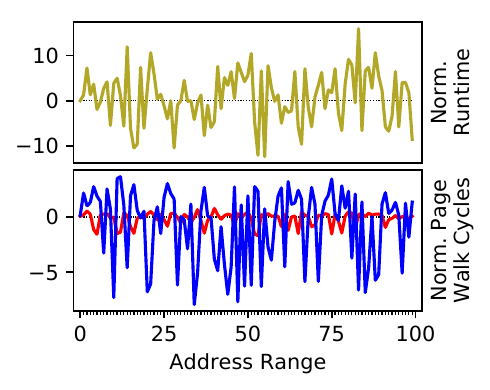 10
0
−10
Norm.
Runtime
0
−5
Norm. Page
Walk Cycles
0 25 50 75 100
Address Range